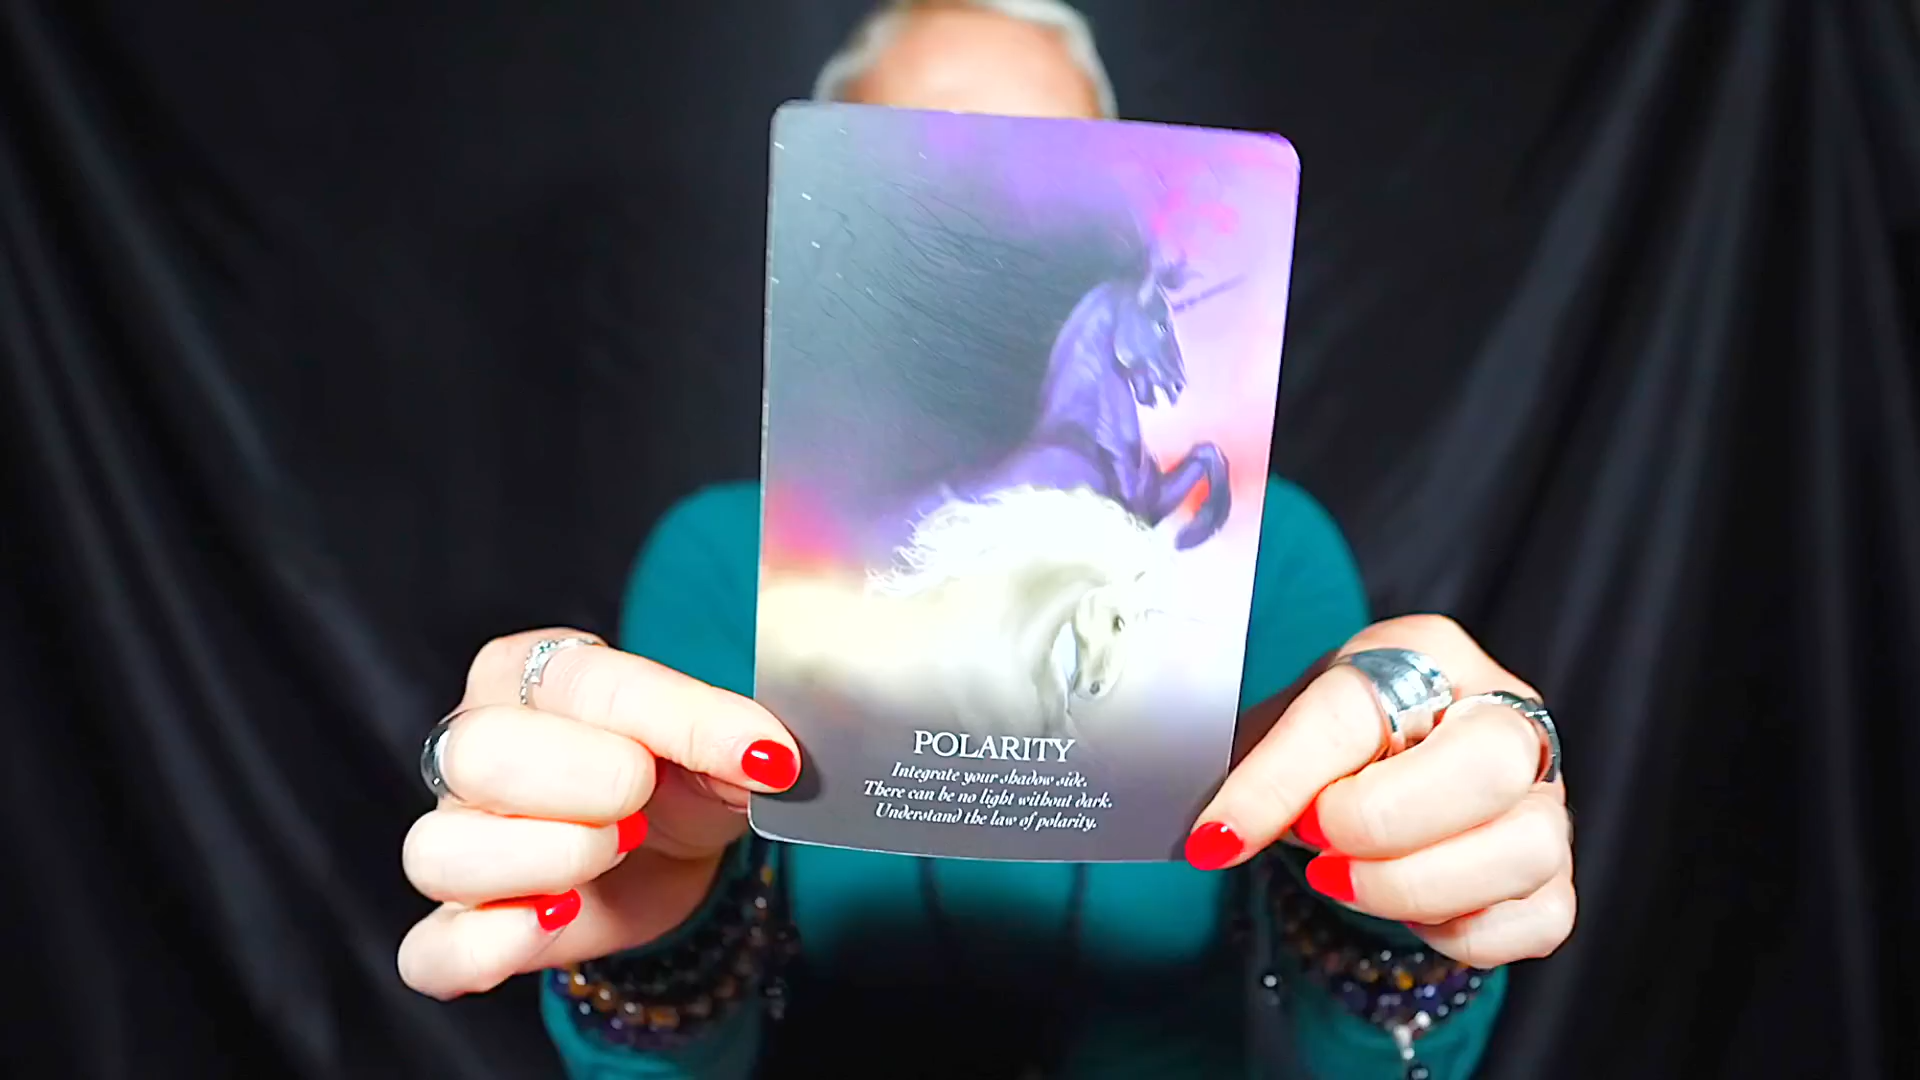 POLARITY
Integrate your shadow side.
There can be no light without dark.
Understand the law of polarity.